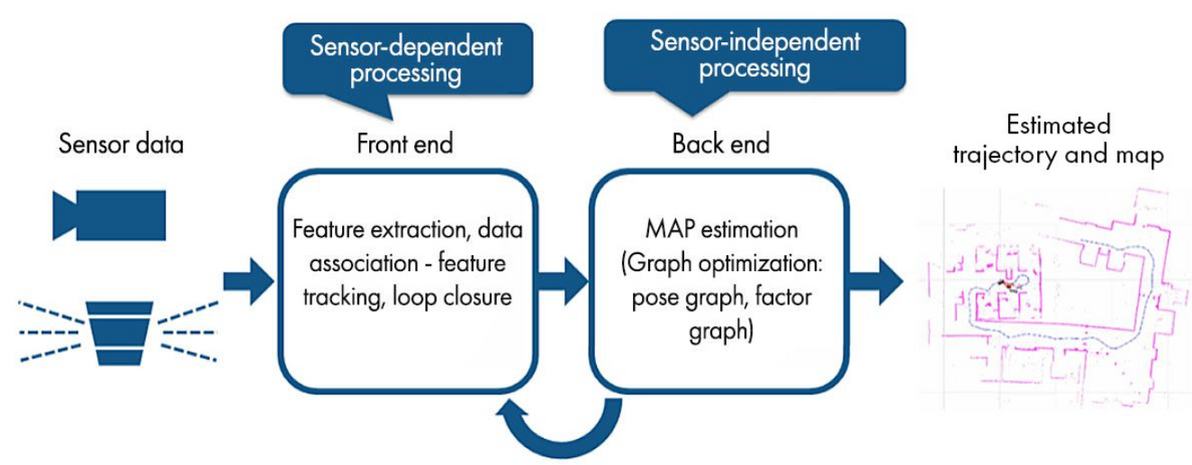 Sensor-dependent
processing
Sensor-independent
processing
Sensor data
Front end
Back end
Estimated
trajectory and map
Feature extraction, data
association - feature
tracking, loop closure
MAP estimation
(Graph optimization:
pose graph, factor
graph)